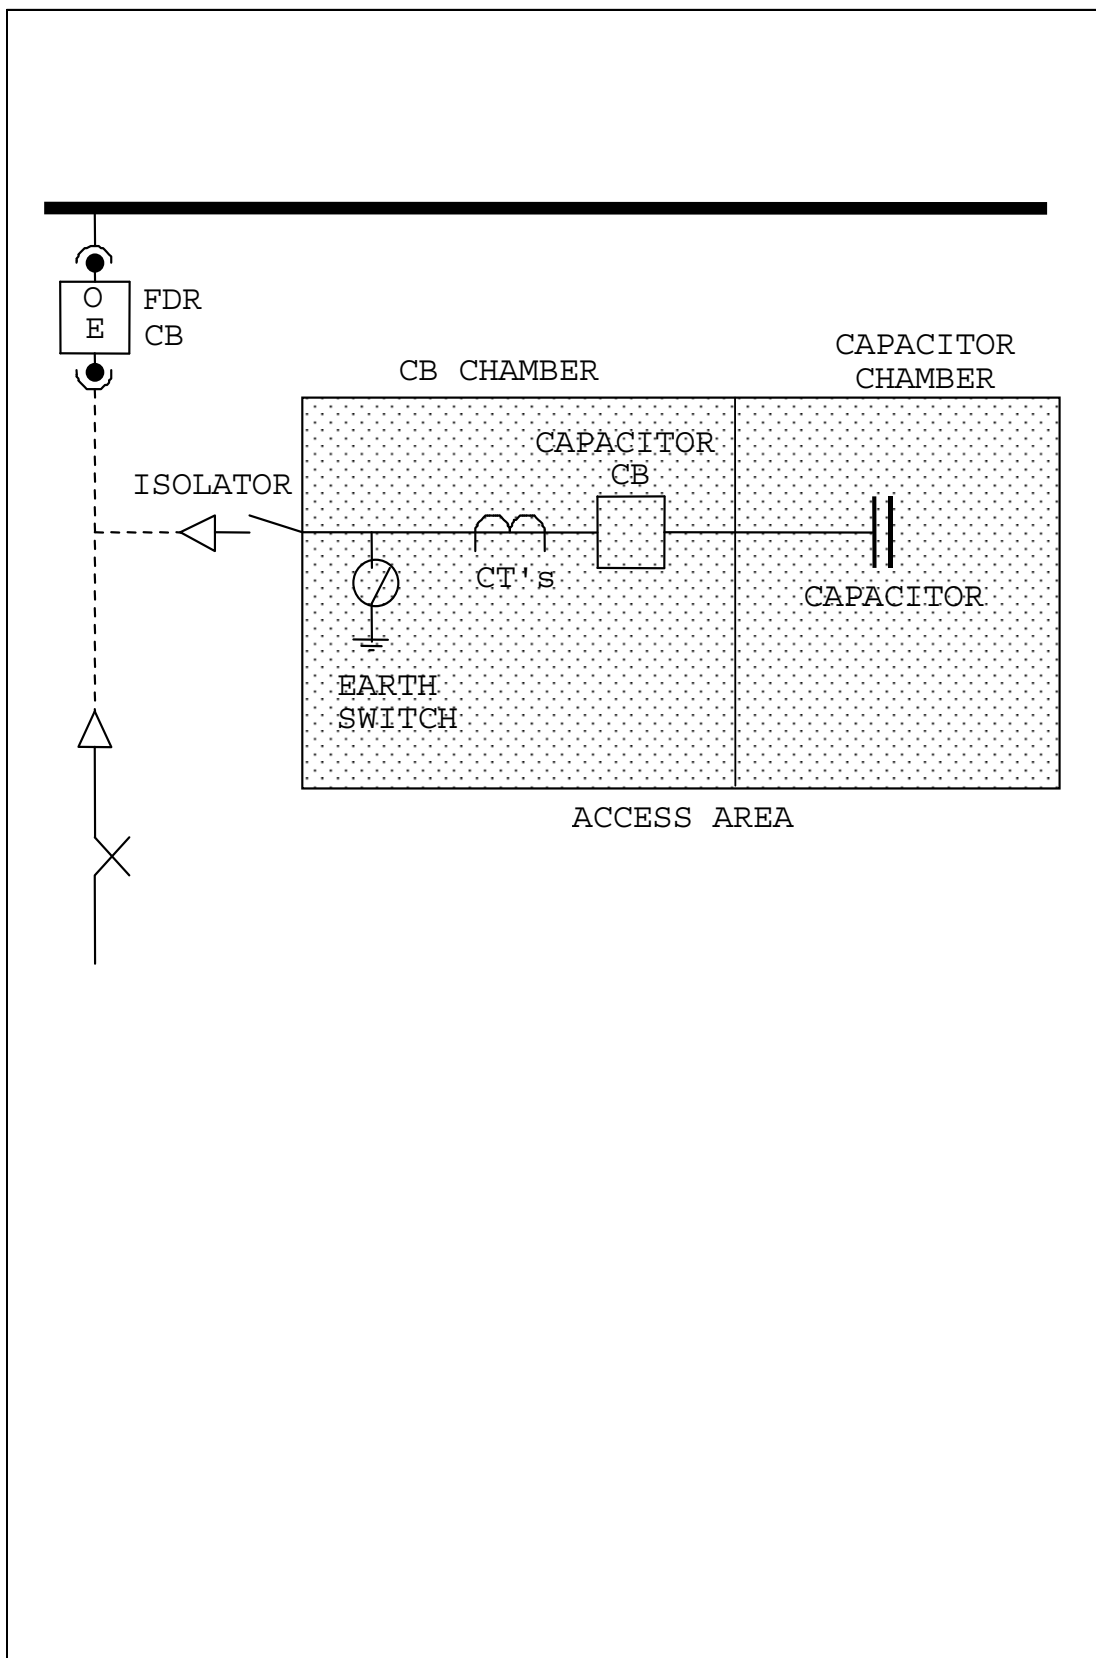 O
E
FDR
CB
CB CHAMBER
CAPACITOR
CHAMBER
CAPACITOR
CB
ISOLATOR
CT's
CAPACITOR
EARTH
SWITCH
ACCESS AREA